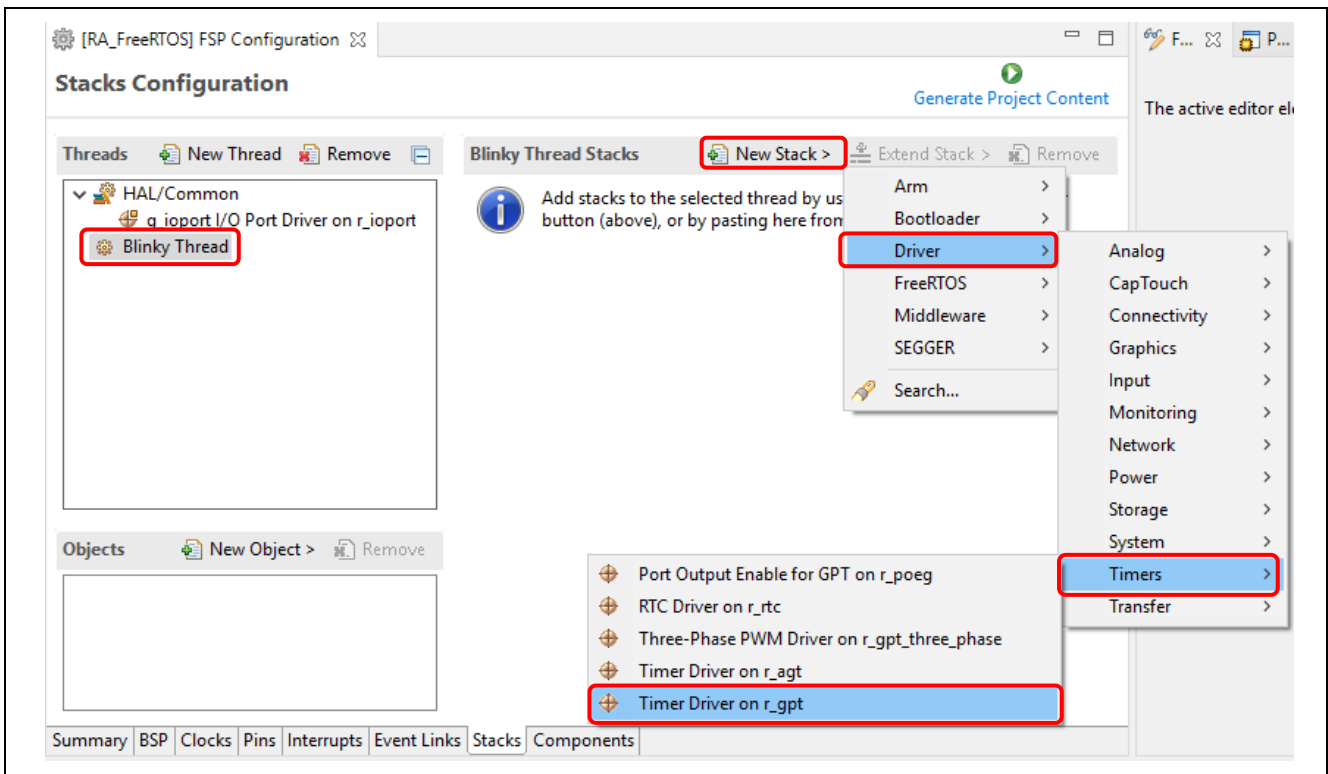 [RA_FreeRTOS] FSP Configuration
F...
P...
Stacks Configuration
Generate Project Content
The active editor ele
Threads
New Thread
Remove
Blinky Thread Stacks
New Stack >
Extend Stack >
Remove
HAL/Common
g_ioport I/O Port Driver on r_ioport
Blinky Thread
Add stacks to the selected thread by us
button (above), or by pasting here from
Arm
Bootloader
Driver
FreeRTOS
Middleware
SEGGER
Search...
Analog
CapTouch
Connectivity
Graphics
Input
Monitoring
Network
Power
Storage
System
Timers
Transfer
Objects
New Object >
Remove
Port Output Enable for GPT on r_poeg
RTC Driver on r_rtc
Three-Phase PWM Driver on r_gpt_three_phase
Timer Driver on r_agt
Timer Driver on r_gpt
Summary BSP Clocks Pins Interrupts Event Links Stacks Components